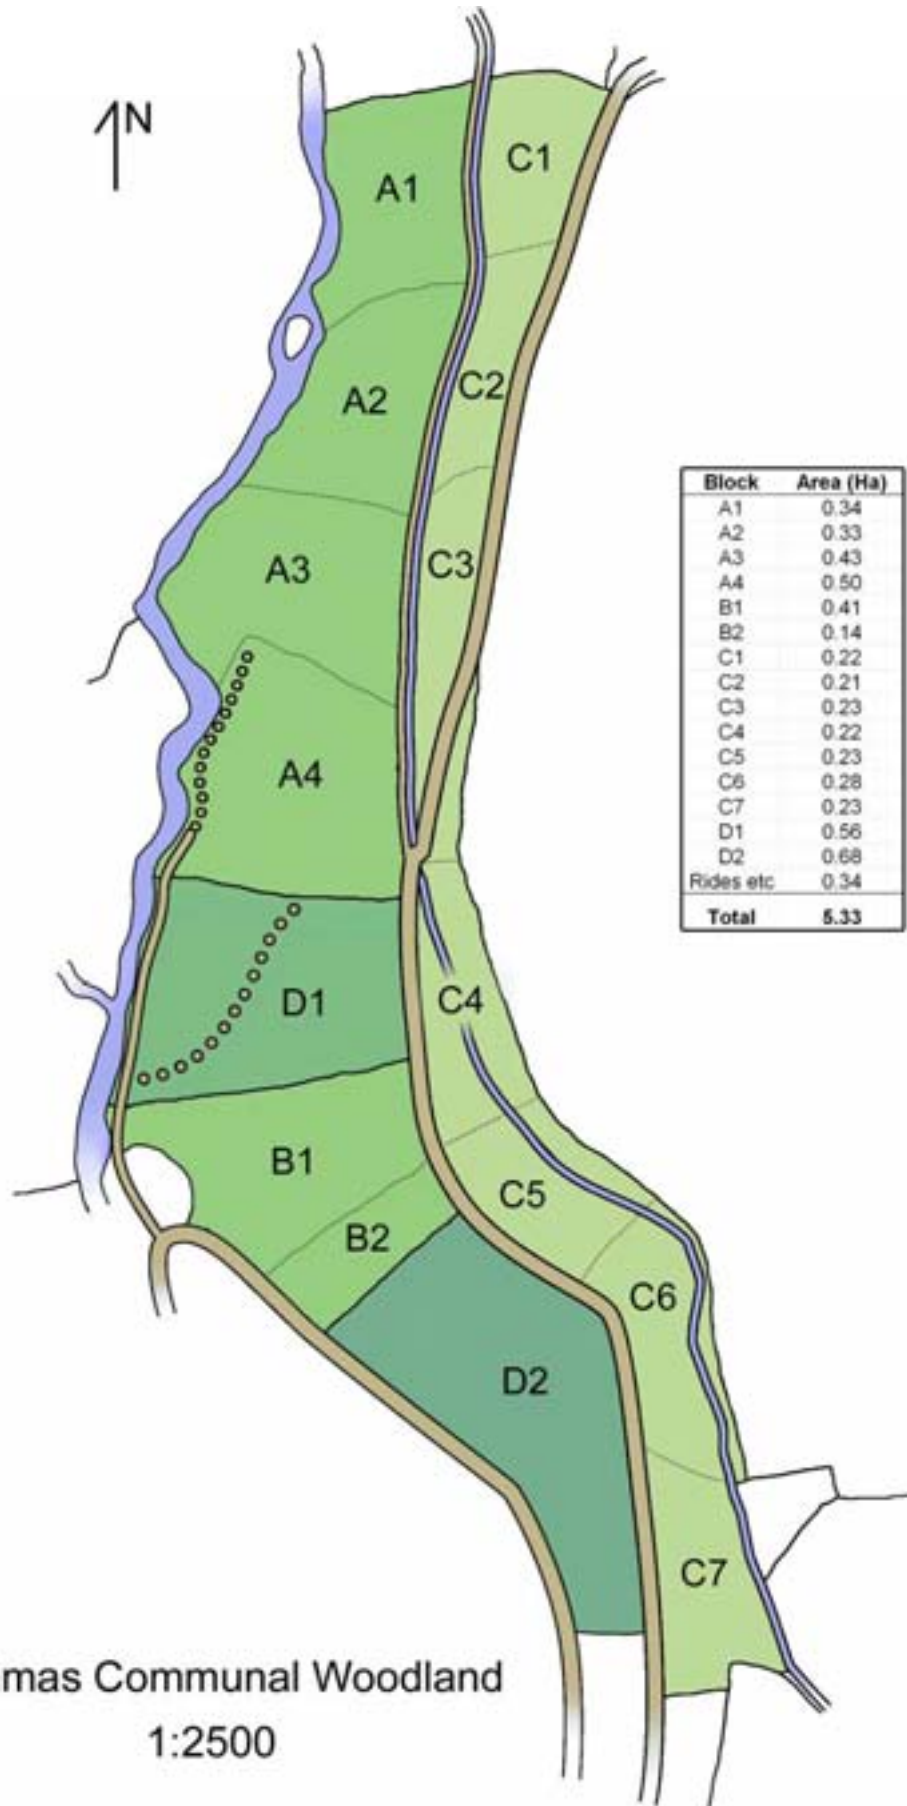 N
A1
C1
A2
C2
A3
C3
A4
D1
C4
B1
B2
C5
C6
D2
C7
Block Area (Ha)
A1 0.34
A2 0.33
A3 0.43
A4 0.50
B1 0.41
B2 0.14
C1 0.22
C2 0.21
C3 0.23
C4 0.22
C5 0.23
C6 0.28
C7 0.23
D1 0.56
D2 0.68
Rides etc 0.34
Total 5.33
mas Communal Woodland
1:2500